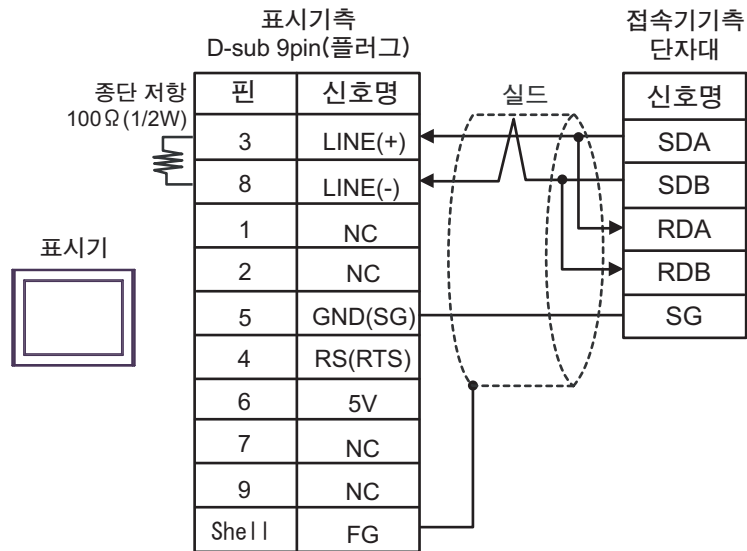 표시기측
D-sub 9pin(플러그)
접속기기측
단자대
종단 저항
100Ω(1/2W)
핀 신호명
실드
신호명
3 LINE(+)
SDA
8 LINE(-)
SDB
1 NC
RDA
표시기
2 NC
RDB
5 GND(SG)
SG
4 RS(RTS)
6 5V
7 NC
9 NC
Shell FG